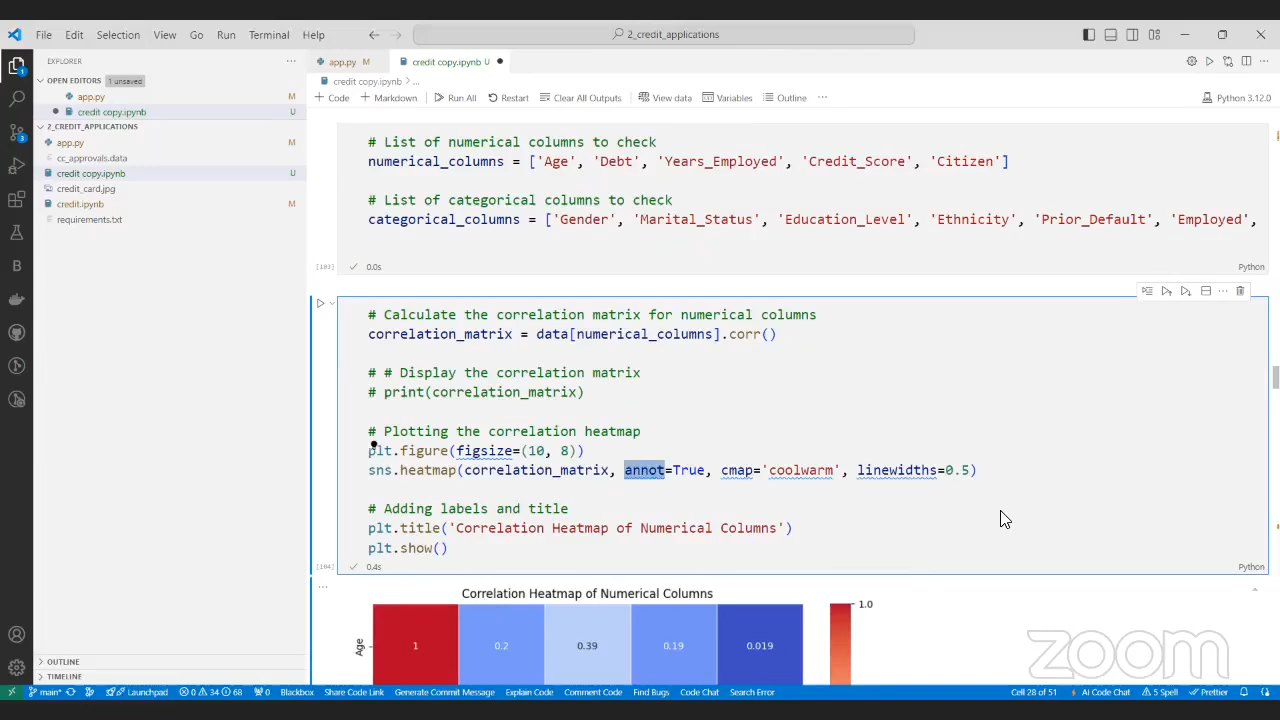 File Edit Selection View Go Run Terminal Help
2_credit_applications
EXPLORER
app.py M
credit copy.ipynb U
OPEN EDITORS 1 unsaved
app.py M
credit copy.ipynb U
2_CREDIT_APPLICATIONS
app.py M
cc_approvals.data
credit copy.ipynb U
credit_card.jpg
credit.ipynb M
requirements.txt
OUTLINE
TIMELINE
credit copy.ipynb > ...
+ Code + Markdown Run All Restart Clear All Outputs View data Variables Outline ...
Python 3.12.0
# List of numerical columns to check
numerical_columns = ['Age', 'Debt', 'Years_Employed', 'Credit_Score', 'Citizen']
# List of categorical columns to check
categorical_columns = ['Gender', 'Marital_Status', 'Education_Level', 'Ethnicity', 'Prior_Default', 'Employed',
[103] 0.0s Python
# Calculate the correlation matrix for numerical columns
correlation_matrix = data[numerical_columns].corr()
# # Display the correlation matrix
# print(correlation_matrix)
# Plotting the correlation heatmap
plt.figure(figsize=(10, 8))
sns.heatmap(correlation_matrix, annot=True, cmap='coolwarm', linewidths=0.5)
# Adding labels and title
plt.title('Correlation Heatmap of Numerical Columns')
plt.show()
[104] 0.4s Python
Correlation Heatmap of Numerical Columns
Age
1 0.2 0.39 0.19 0.019
1.0
zoom
main* Launchpad 0 34 68 0 Blackbox Share Code Link Generate Commit Message Explain Code Comment Code Find Bugs Code Chat Search Error Cell 28 of 51 AI Code Chat 5 Spell Prettier